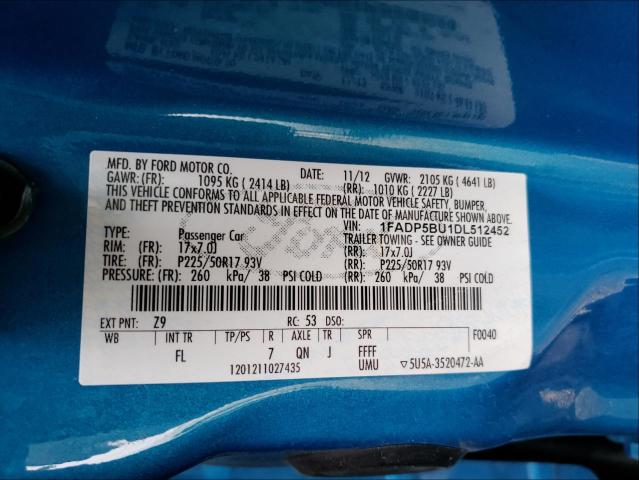 MFD. BY FORD MOTOR CO.
DATE: 11/12 GVWR: 2105 KG ( 4641 LB)
GAWR: (FR): 1095 KG ( 2414 LB) (RR): 1010 KG ( 2227 LB)
THIS VEHICLE CONFORMS TO ALL APPLICABLE FEDERAL MOTOR VEHICLE SAFETY, BUMPER,
AND THEFT PREVENTION STANDARDS IN EFFECT ON THE DATE OF MANUFACTURE SHOWN ABOVE.
VIN: 1FADP5BU1DL512452
TYPE: Passenger Car TRAILER TOWING - SEE OWNER GUIDE
RIM: (FR): 17x7.0J (RR): 17x7.0J
TIRE: (FR): P225/50R17 93V (RR): P225/50R17 93V
PRESSURE: (FR): 260 kPa/ 38 PSI COLD (RR): 260 kPa/ 38 PSI COLD
EXT PNT: Z9 RC: 53 DSO: F0040
WB INT TR TP/PS R AXLE TR SPR
FL 7 QN J FFFF
UMU
1201211027435
▽5U5A-3520472-AA
Ford